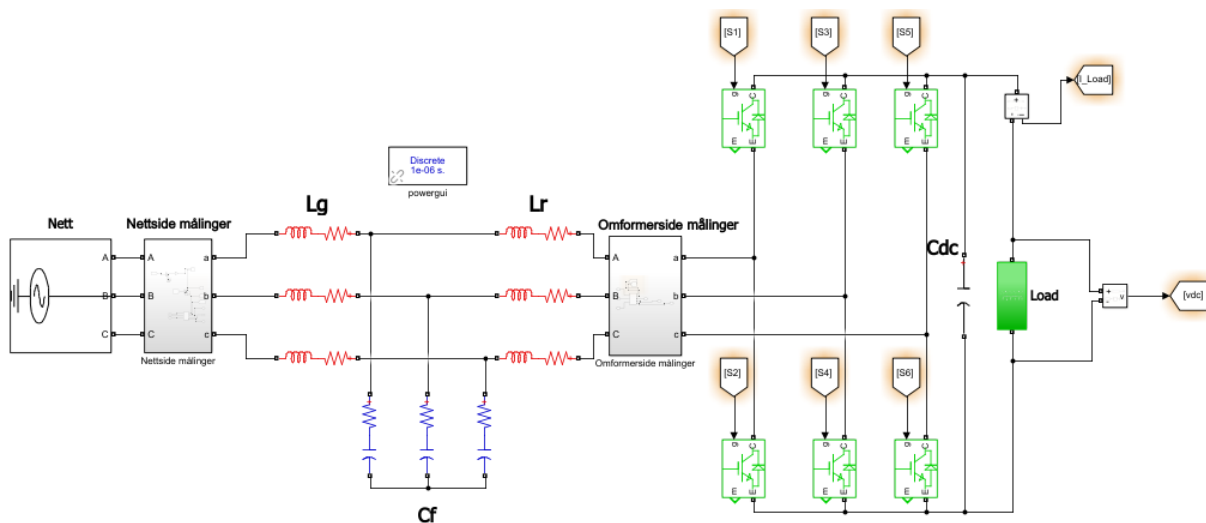 [S1]
[S3]
[S5]
g
C
E
E
g
C
E
E
g
C
E
E
+
-
[I_Load]
Discrete
1e-06 s.
powergui
Nett
Nettside målinger
Lg
Lr
Omformerside målinger
Cdc
A
B
C
A
B
C
a
b
c
Nettside målinger
A
B
C
a
b
c
Omformerside målinger
+
Load
+
-
v
[vdc]
[S2]
[S4]
[S6]
g
C
E
E
g
C
E
E
g
C
E
E
Cf